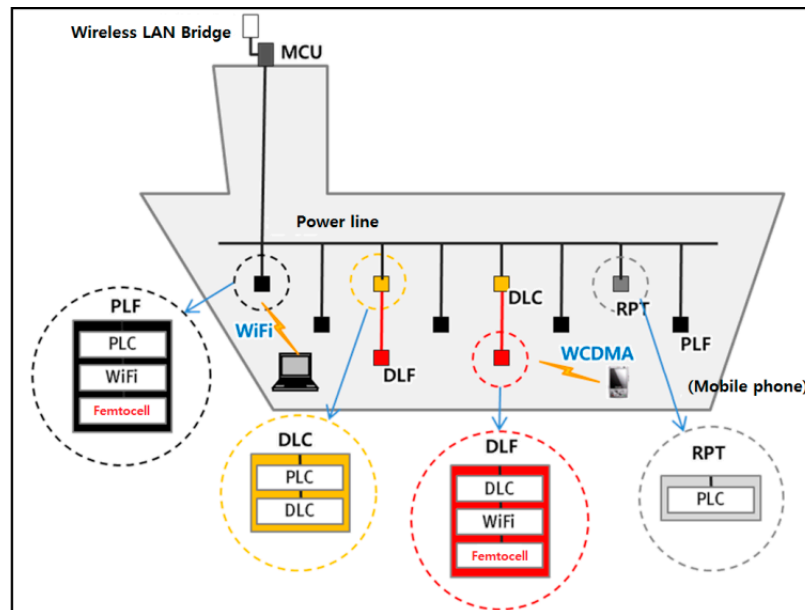 Wireless LAN Bridge
MCU
Power line
PLF
PLC
WiFi
Femtocell
WiFi
DLF
DLC
WCDMA
RPT
PLF
(Mobile phone)
DLC
PLC
DLC
DLF
DLC
WiFi
Femtocell
RPT
PLC